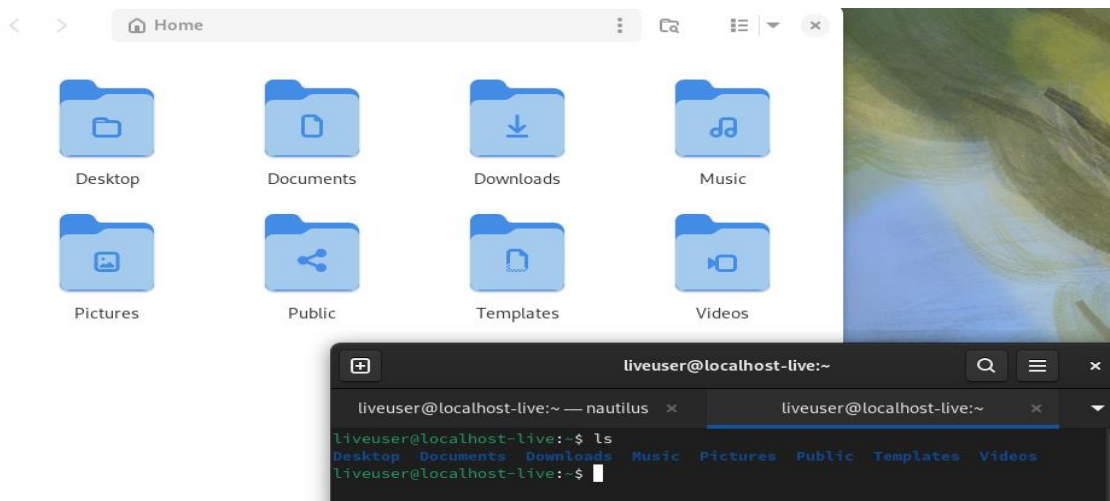 Home
Desktop Documents Downloads Music
Pictures Public Templates Videos
liveuser@localhost-live:~
liveuser@localhost-live:~ — nautilus liveuser@localhost-live:~
liveuser@localhost-live:~$ ls
Desktop Documents Downloads Music Pictures Public Templates Videos
liveuser@localhost-live:~$